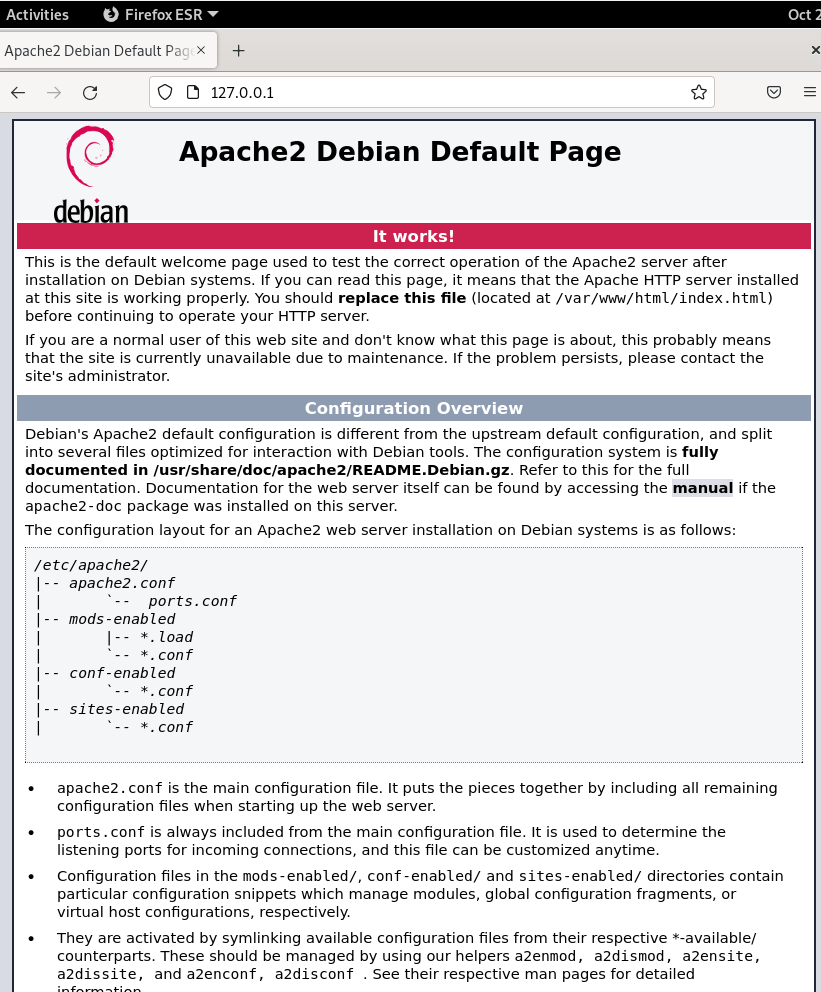 Activities Firefox ESR Oct 2
Apache2 Debian Default Page
127.0.0.1
Apache2 Debian Default Page
debian
It works!
This is the default welcome page used to test the correct operation of the Apache2 server after
installation on Debian systems. If you can read this page, it means that the Apache HTTP server installed
at this site is working properly. You should replace this file (located at /var/www/html/index.html)
before continuing to operate your HTTP server.
If you are a normal user of this web site and don't know what this page is about, this probably means
that the site is currently unavailable due to maintenance. If the problem persists, please contact the
site's administrator.
Configuration Overview
Debian's Apache2 default configuration is different from the upstream default configuration, and split
into several files optimized for interaction with Debian tools. The configuration system is fully
documented in /usr/share/doc/apache2/README.Debian.gz. Refer to this for the full
documentation. Documentation for the web server itself can be found by accessing the manual if the
apache2-doc package was installed on this server.
The configuration layout for an Apache2 web server installation on Debian systems is as follows:
/etc/apache2/
|-- apache2.conf
|       `--  ports.conf
|-- mods-enabled
|       |-- *.load
|       `-- *.conf
|-- conf-enabled
|       `-- *.conf
|-- sites-enabled
|       `-- *.conf
• apache2.conf is the main configuration file. It puts the pieces together by including all remaining
configuration files when starting up the web server.
• ports.conf is always included from the main configuration file. It is used to determine the
listening ports for incoming connections, and this file can be customized anytime.
• Configuration files in the mods-enabled/, conf-enabled/ and sites-enabled/ directories contain
particular configuration snippets which manage modules, global configuration fragments, or
virtual host configurations, respectively.
• They are activated by symlinking available configuration files from their respective *-available/
counterparts. These should be managed by using our helpers a2enmod, a2dismod, a2ensite,
a2dissite, and a2enconf, a2disconf . See their respective man pages for detailed
information.